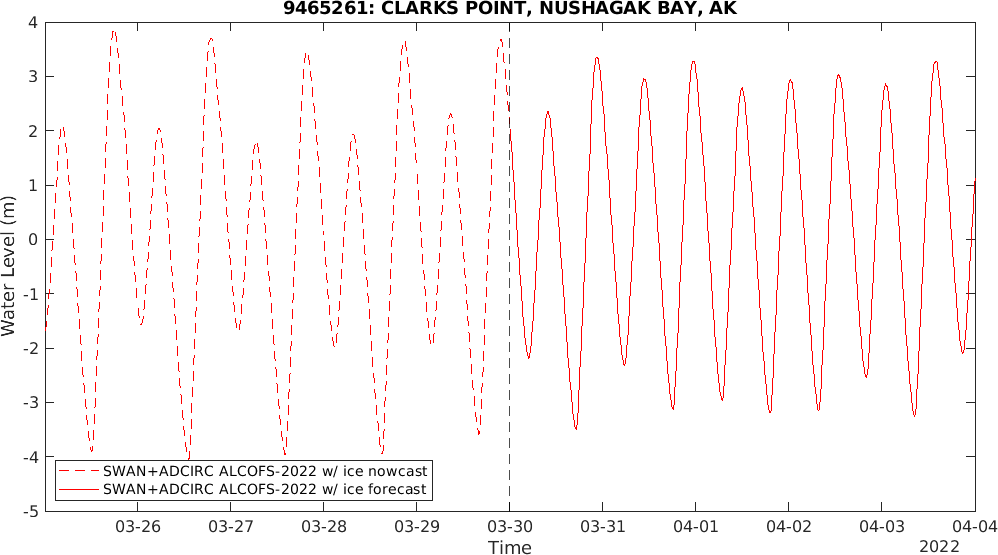 9465261: CLARKS POINT, NUSHAGAK BAY, AK
4
3
2
1
0
-1
-2
-3
-4
-5
Water Level (m)
SWAN+ADCIRC ALCOFS-2022 w/ ice nowcast
SWAN+ADCIRC ALCOFS-2022 w/ ice forecast
03-26 03-27 03-28 03-29 03-30 03-31 04-01 04-02 04-03 04-04
Time
2022